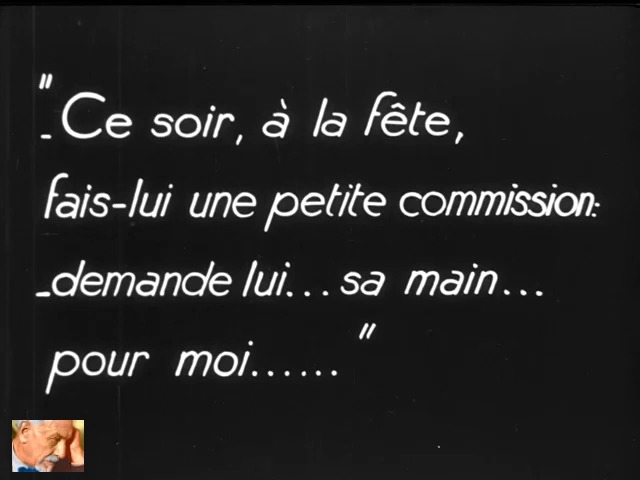 "
-Ce soir, à la fête,
fais-lui une petite commission:
-demande lui... sa main...
pour moi......"